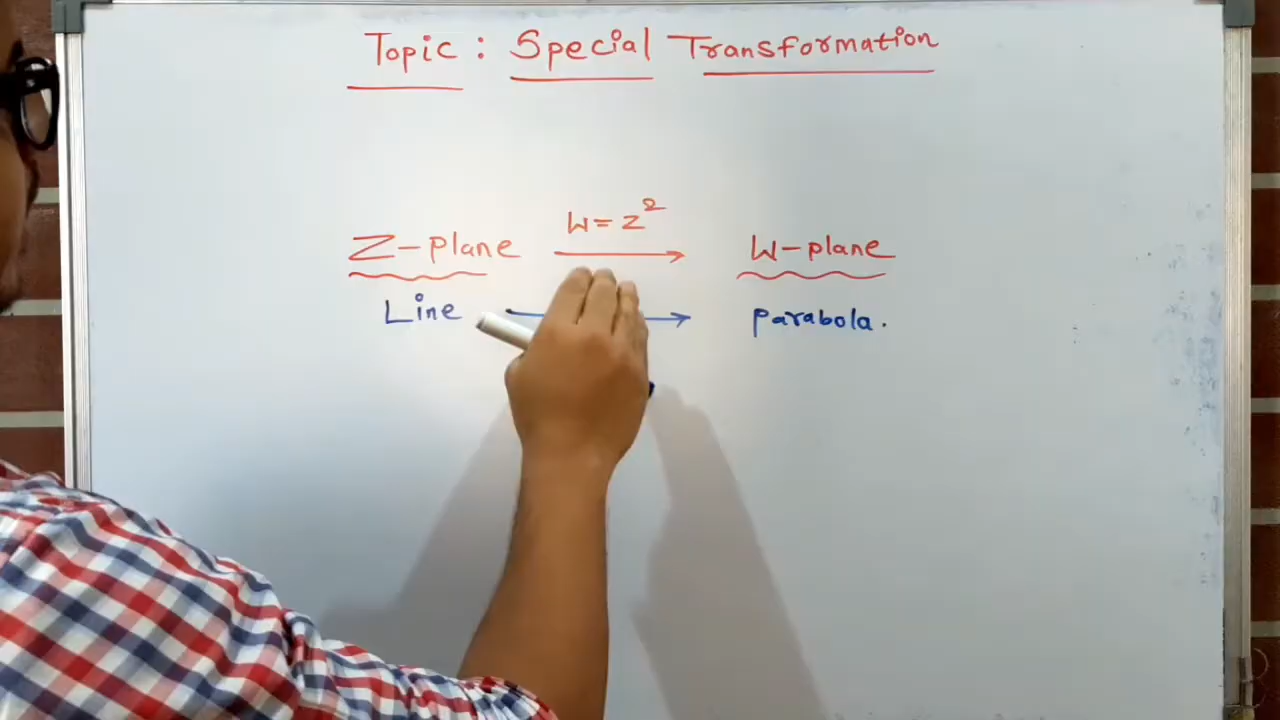 Topic : Special Transformation
W = z²
Z-plane → W-plane
Line → parabola.